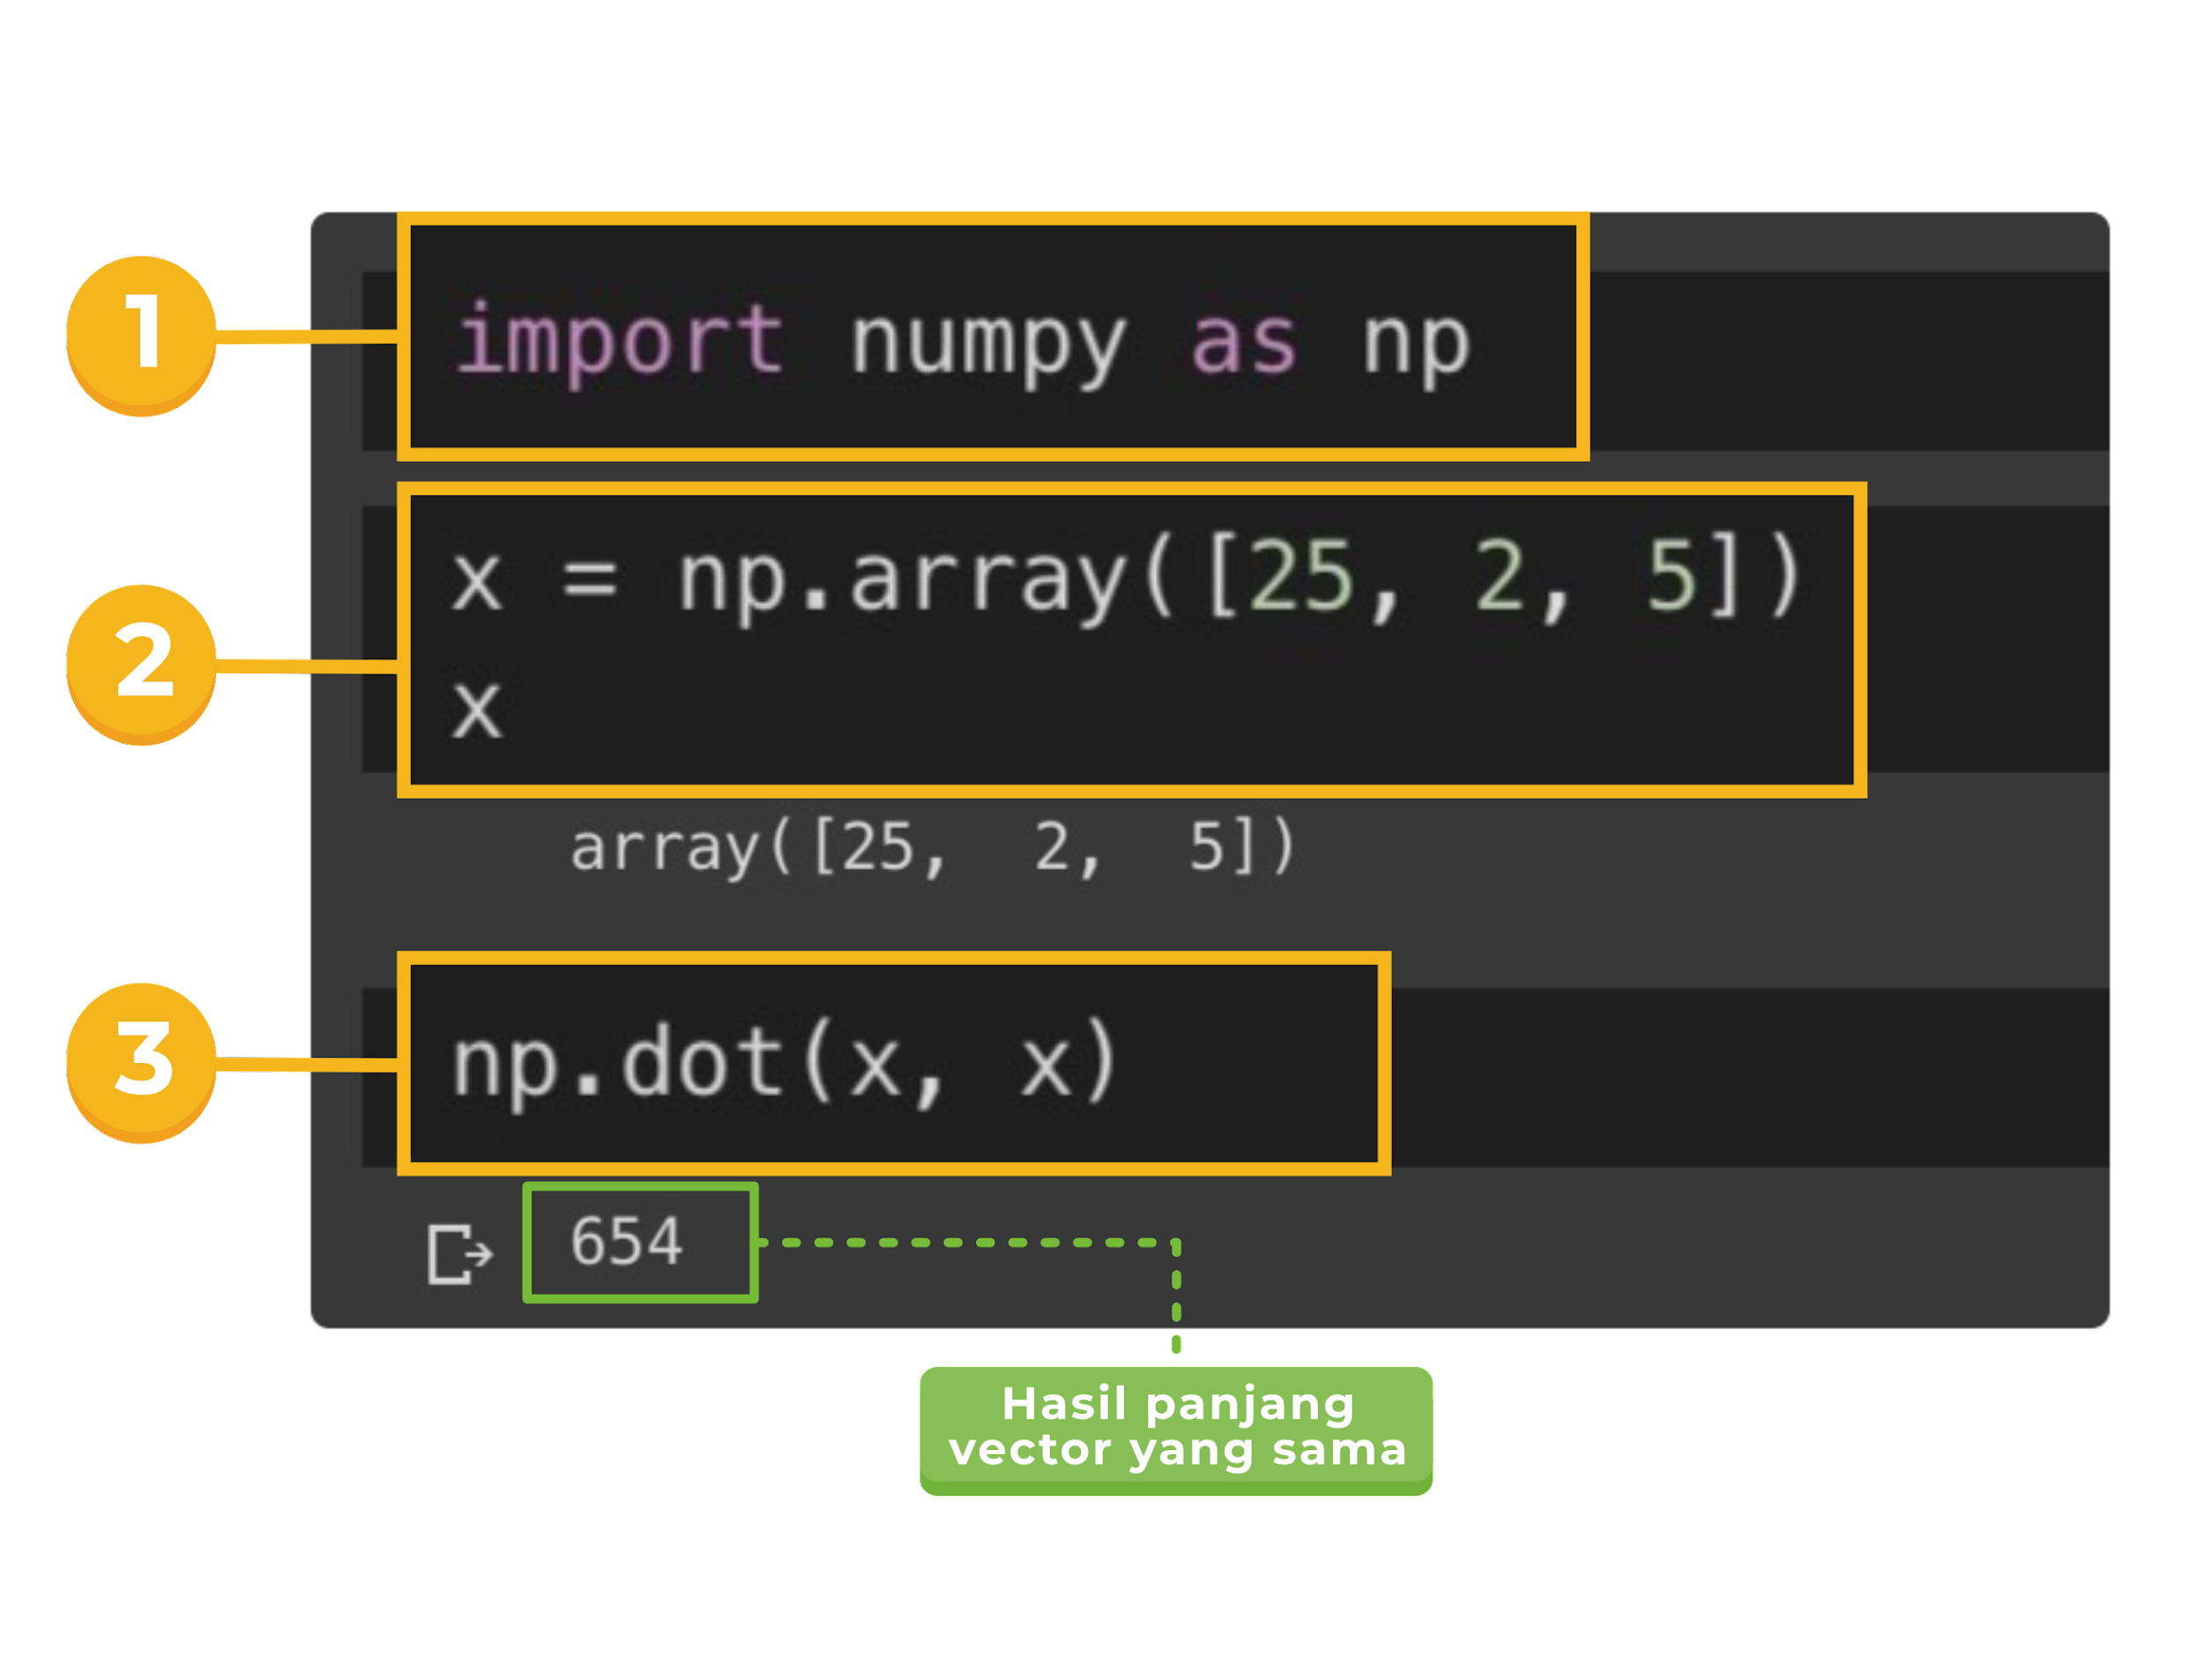 1
import numpy as np
2
x = np.array([25, 2, 5])
x
array([25, 2, 5])
3
np.dot(x, x)
654
Hasil panjang
vector yang sama